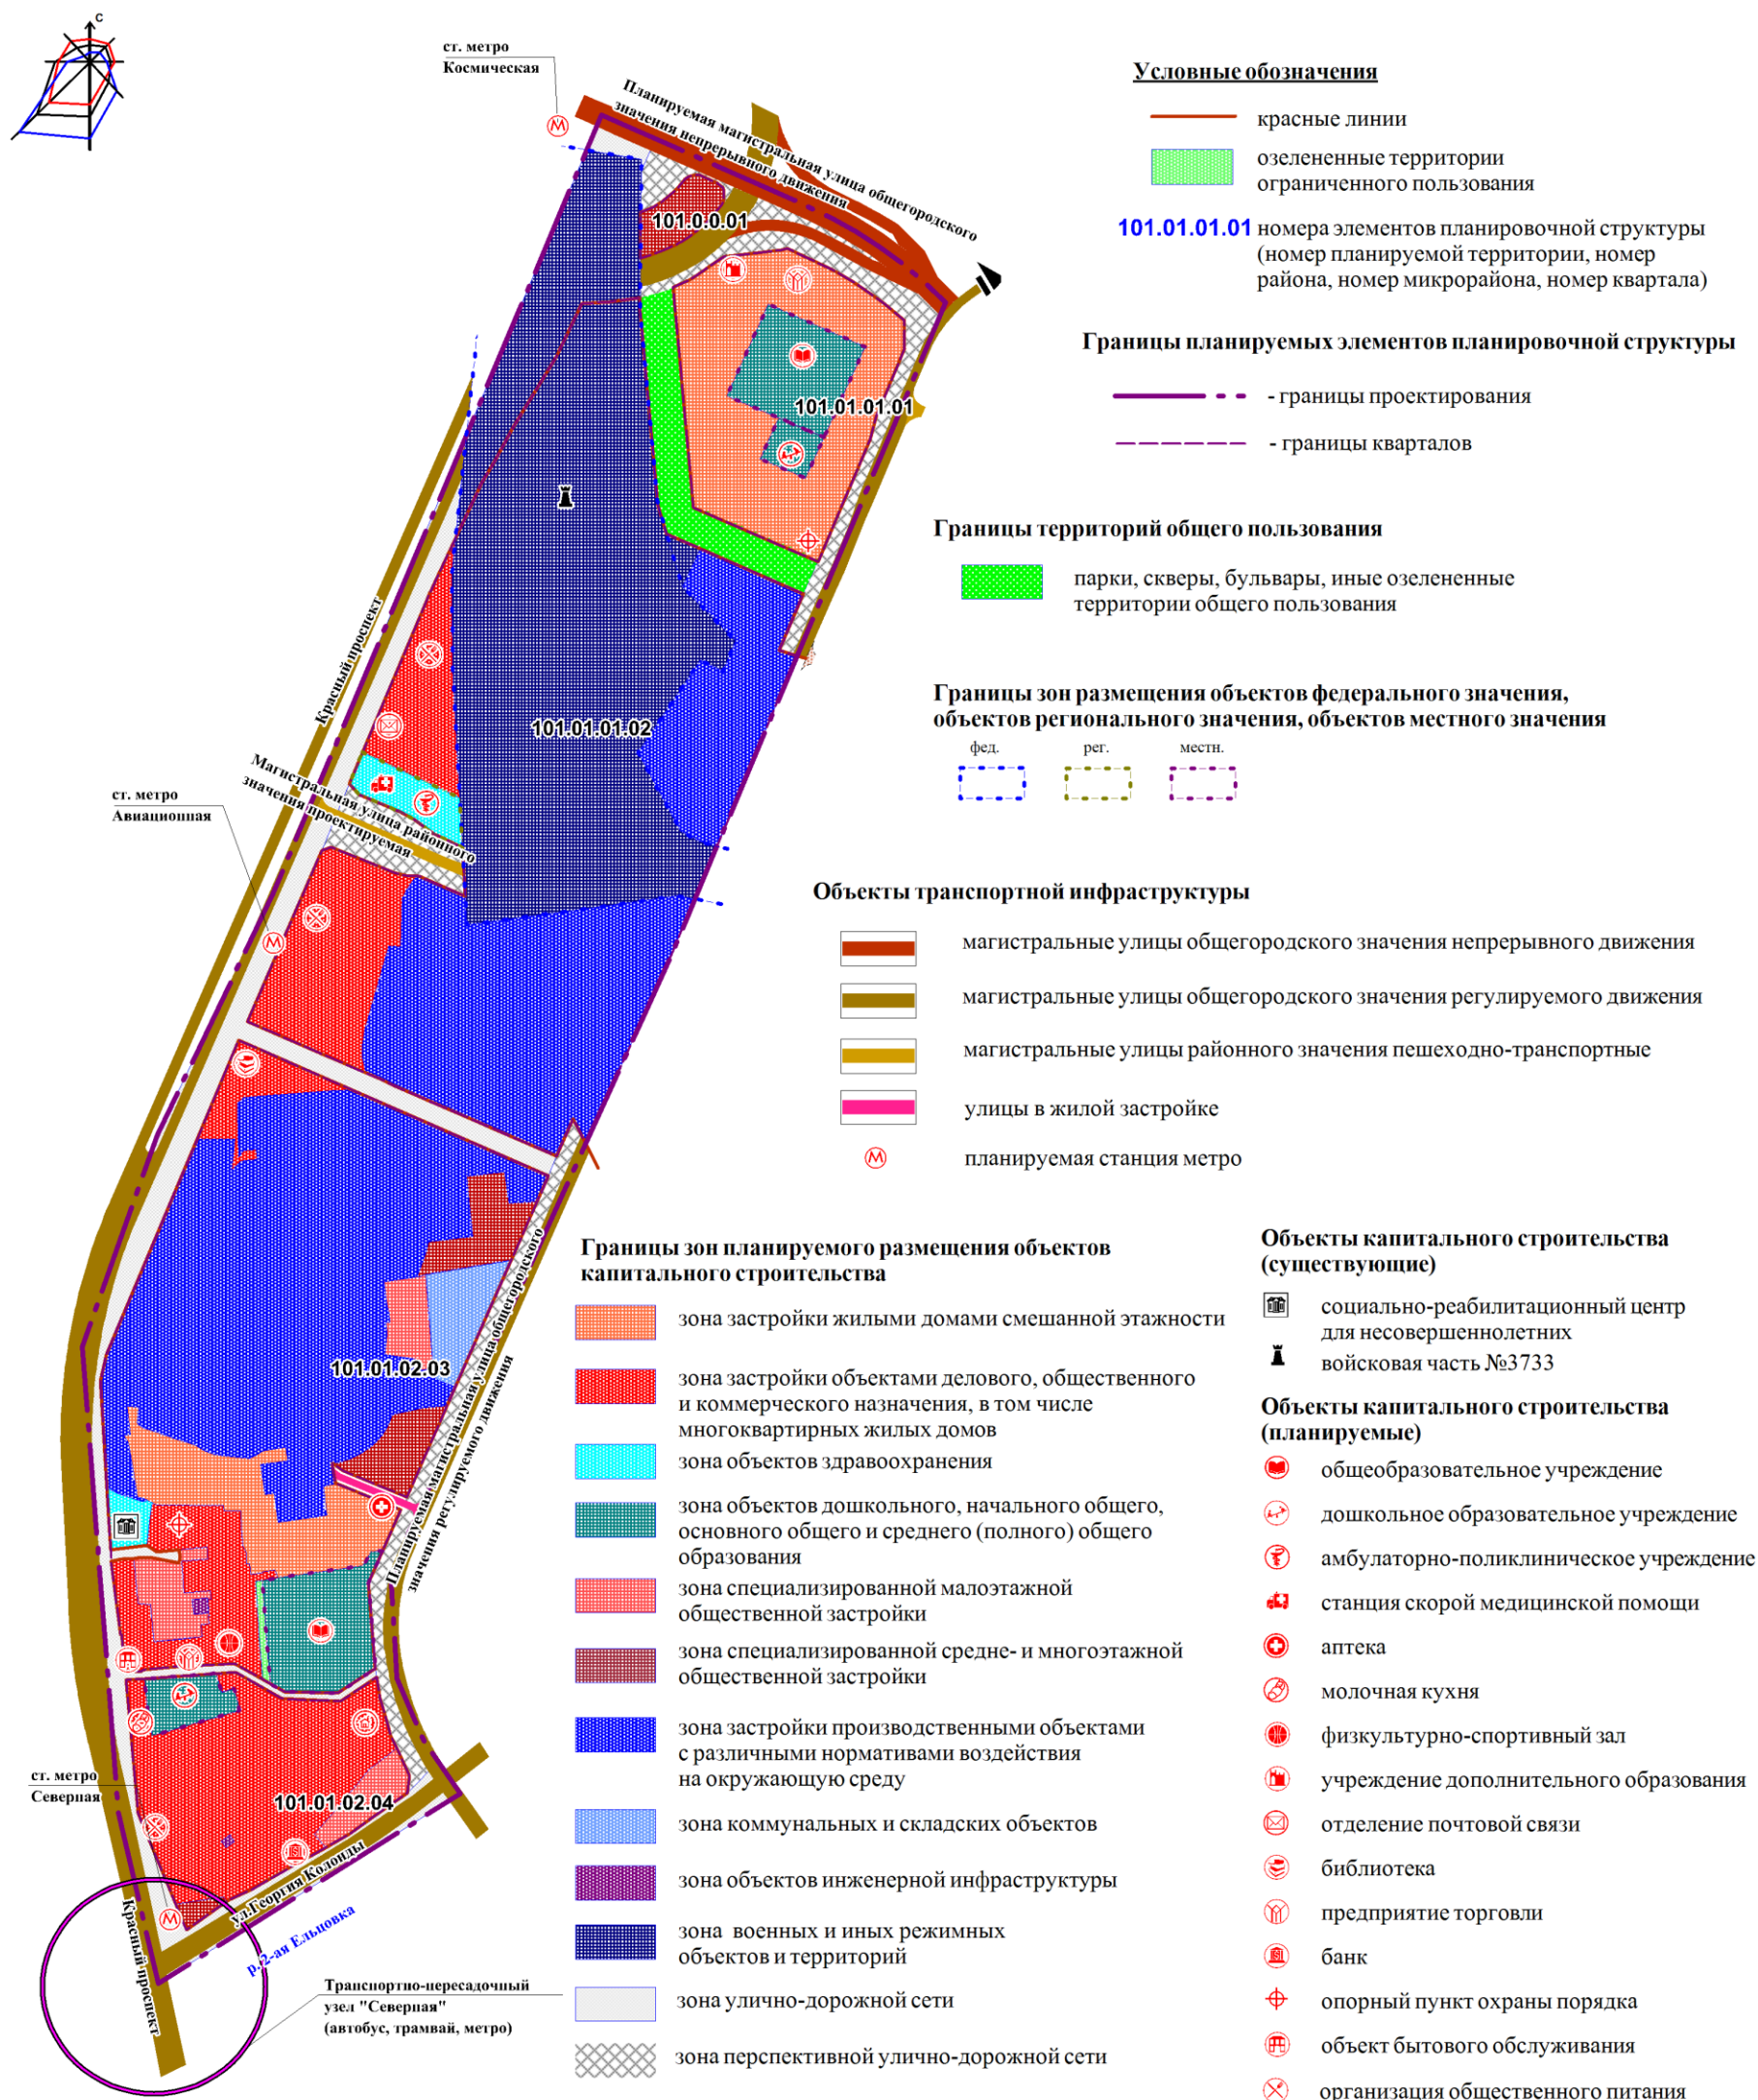 С
ст. метро
Космическая
Планируемая магистральная улица общегородского
значения непрерывного движения
101.0.0.01
101.01.01.01
101.01.01.02
Красный проспект
Магистральная улица районного
значения проектируемая
ст. метро
Авиационная
101.01.02.03
Планируемая магистральная улица общегородского
значения регулируемого движения
ст. метро
Северная
101.01.02.04
ул.Георгия Колонды
р. 2-ая Ельцовка
Красный проспект
Транспортно-пересадочный
узел "Северная"
(автобус, трамвай, метро)
Условные обозначения
красные линии
озелененные территории
ограниченного пользования
101.01.01.01 номера элементов планировочной структуры
(номер планируемой территории, номер
района, номер микрорайона, номер квартала)
Границы планируемых элементов планировочной структуры
- границы проектирования
- границы кварталов
Границы территорий общего пользования
парки, скверы, бульвары, иные озелененные
территории общего пользования
Границы зон размещения объектов федерального значения,
объектов регионального значения, объектов местного значения
фед. рег. местн.
Объекты транспортной инфраструктуры
магистральные улицы общегородского значения непрерывного движения
магистральные улицы общегородского значения регулируемого движения
магистральные улицы районного значения пешеходно-транспортные
улицы в жилой застройке
планируемая станция метро
Границы зон планируемого размещения объектов
капитального строительства
зона застройки жилыми домами смешанной этажности
зона застройки объектами делового, общественного
и коммерческого назначения, в том числе
многоквартирных жилых домов
зона объектов здравоохранения
зона объектов дошкольного, начального общего,
основного общего и среднего (полного) общего
образования
зона специализированной малоэтажной
общественной застройки
зона специализированной средне- и многоэтажной
общественной застройки
зона застройки производственными объектами
с различными нормативами воздействия
на окружающую среду
зона коммунальных и складских объектов
зона объектов инженерной инфраструктуры
зона военных и иных режимных
объектов и территорий
зона улично-дорожной сети
зона перспективной улично-дорожной сети
Объекты капитального строительства
(существующие)
социально-реабилитационный центр
для несовершеннолетних
войсковая часть №3733
Объекты капитального строительства
(планируемые)
общеобразовательное учреждение
дошкольное образовательное учреждение
амбулаторно-поликлиническое учреждение
станция скорой медицинской помощи
аптека
молочная кухня
физкультурно-спортивный зал
учреждение дополнительного образования
отделение почтовой связи
библиотека
предприятие торговли
банк
опорный пункт охраны порядка
объект бытового обслуживания
организация общественного питания